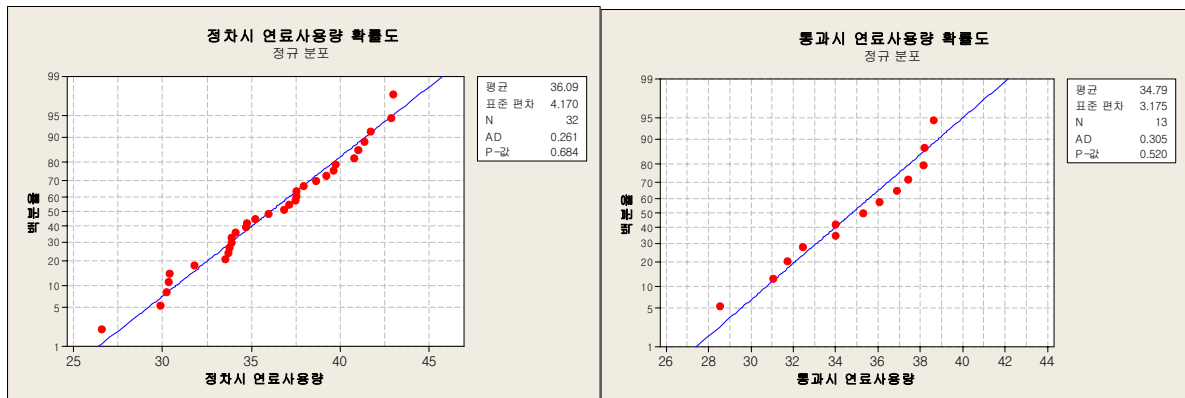 정차시 연료사용량 확률도
정규 분포
99
95
90
80
70
60
50
40
30
20
10
5
1
백분율
25 30 35 40 45
정차시 연료사용량
평균 36.09
표준 편차 4.170
N 32
AD 0.261
P-값 0.684
통과시 연료사용량 확률도
정규 분포
99
95
90
80
70
60
50
40
30
20
10
5
1
백분율
26 28 30 32 34 36 38 40 42 44
통과시 연료사용량
평균 34.79
표준 편차 3.175
N 13
AD 0.305
P-값 0.520